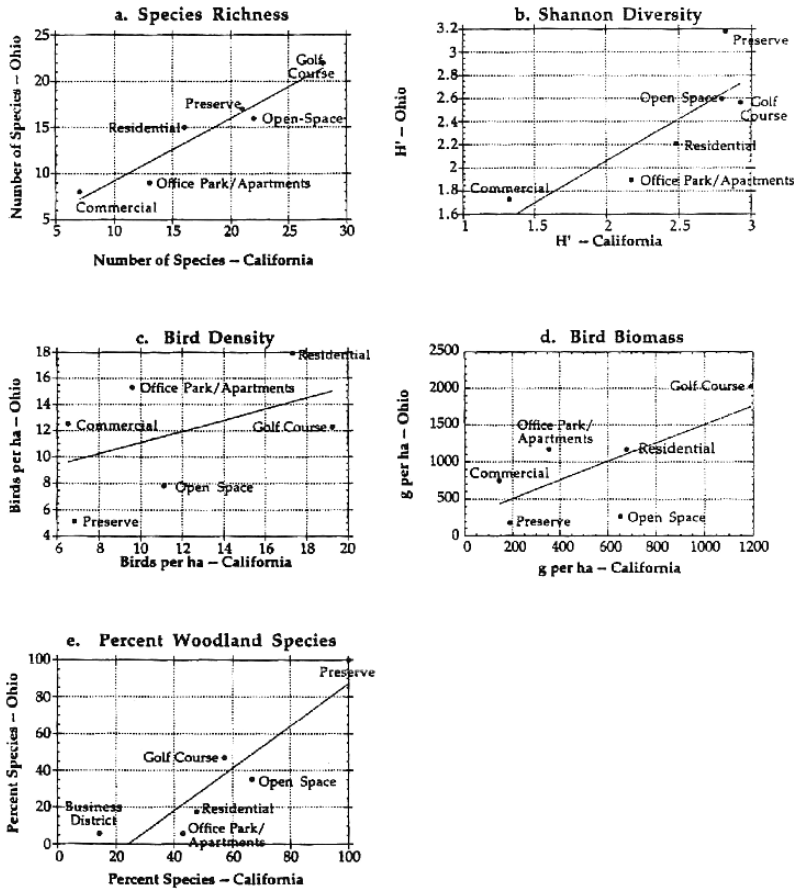 a. Species Richness
Number of Species – Ohio
25
20
15
10
5
Golf
Course
Preserve
Open-Space
Residential
Office Park/Apartments
Commercial
5 10 15 20 25 30
Number of Species – California
b. Shannon Diversity
H' – Ohio
3.2
3
2.8
2.6
2.4
2.2
2
1.8
1.6
Preserve
Open Space
Golf
Course
Residential
Office Park/Apartments
Commercial
1 1.5 2 2.5 3
H' – California
c. Bird Density
Birds per ha – Ohio
18
16
14
12
10
8
6
4
Residential
Office Park/Apartments
Commercial
Golf Course
Open Space
Preserve
6 8 10 12 14 16 18 20
Birds per ha – California
d. Bird Biomass
g per ha – Ohio
2500
2000
1500
1000
500
0
Golf Course
Office Park/
Apartments
Residential
Commercial
Preserve
Open Space
0 200 400 600 800 1000 1200
g per ha – California
e. Percent Woodland Species
Percent Species – Ohio
100
80
60
40
20
0
Preserve
Golf Course
Open Space
Business
District
Residential
Office Park/
Apartments
0 20 40 60 80 100
Percent Species – California